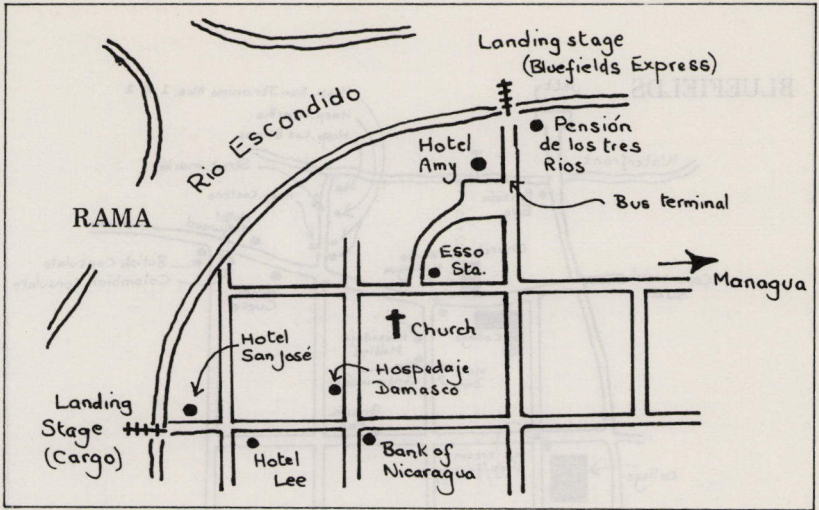 Landing stage
(Bluefields Express)
Rio Escondido
Hotel
Amy
Pensión
de los tres
Rios
RAMA
Bus terminal
Esso
Sta.
Managua
Church
Hotel
San José
Hospedaje
Damasco
Landing
Stage
(Cargo)
Hotel
Lee
Bank of
Nicaragua
BLUEFIELDS